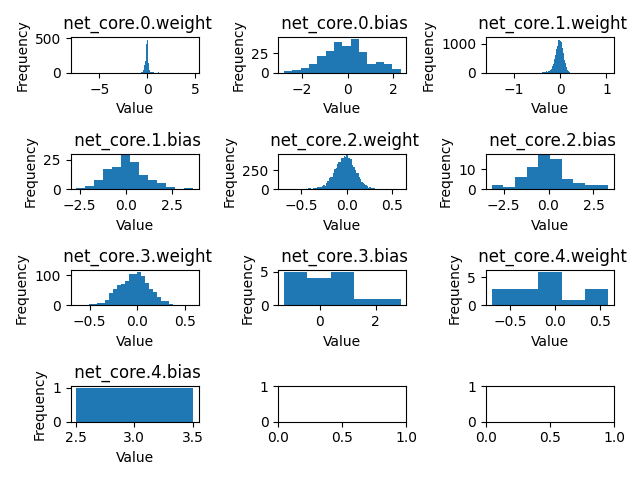 net_core.0.weight
Frequency
500
0
−5
0
5
Value
net_core.0.bias
Frequency
25
0
−2
0
2
Value
net_core.1.weight
Frequency
1000
0
−1
0
1
Value
net_core.1.bias
Frequency
25
0
−2.5
0.0
2.5
Value
net_core.2.weight
Frequency
250
0
−0.5
0.0
0.5
Value
net_core.2.bias
Frequency
10
0
−2.5
0.0
2.5
Value
net_core.3.weight
Frequency
100
0
−0.5
0.0
0.5
Value
net_core.3.bias
Frequency
5
0
0
2
Value
net_core.4.weight
Frequency
5
0
−0.5
0.0
0.5
Value
net_core.4.bias
Frequency
1
0
2.5
3.0
3.5
Value
1
0
0.0
0.5
1.0
1
0
0.0
0.5
1.0